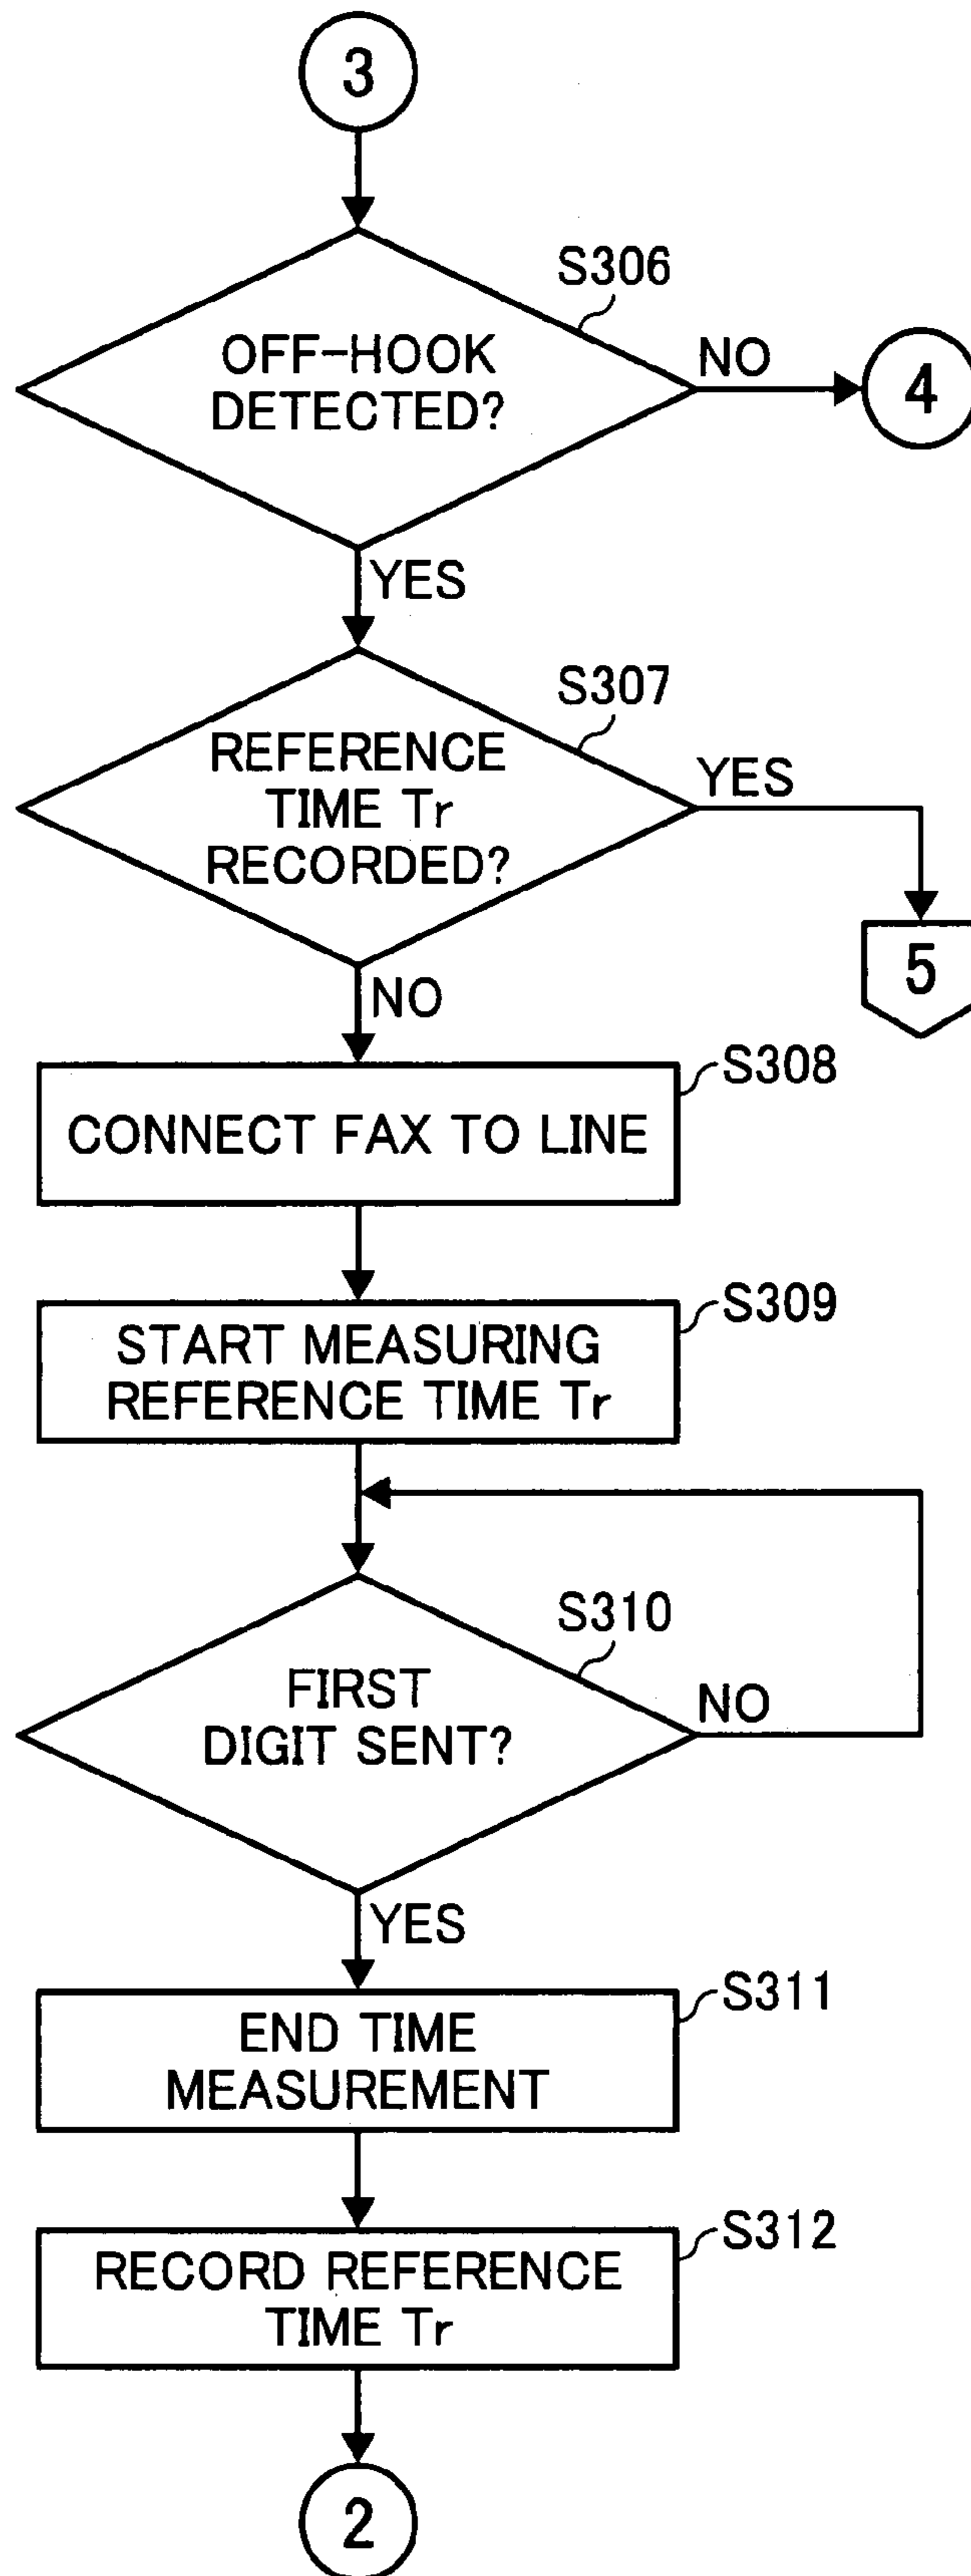 3
S306
OFF-HOOK
DETECTED?
NO
4
YES
S307
REFERENCE
TIME Tr
RECORDED?
YES
5
NO
S308
CONNECT FAX TO LINE
S309
START MEASURING
REFERENCE TIME Tr
S310
FIRST
DIGIT SENT?
NO
YES
S311
END TIME
MEASUREMENT
S312
RECORD REFERENCE
TIME Tr
2